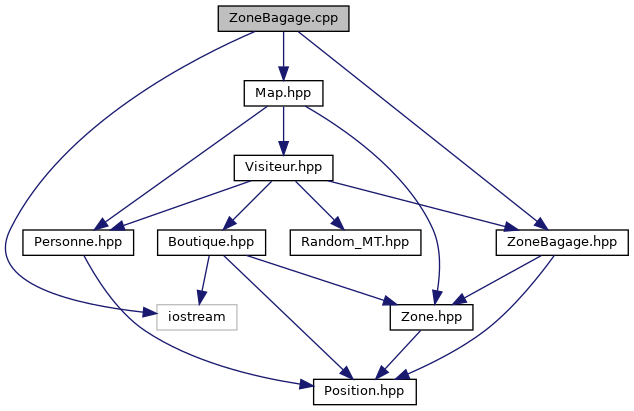 ZoneBagage.cpp
Map.hpp
Visiteur.hpp
Personne.hpp
Boutique.hpp
Random_MT.hpp
ZoneBagage.hpp
iostream
Zone.hpp
Position.hpp